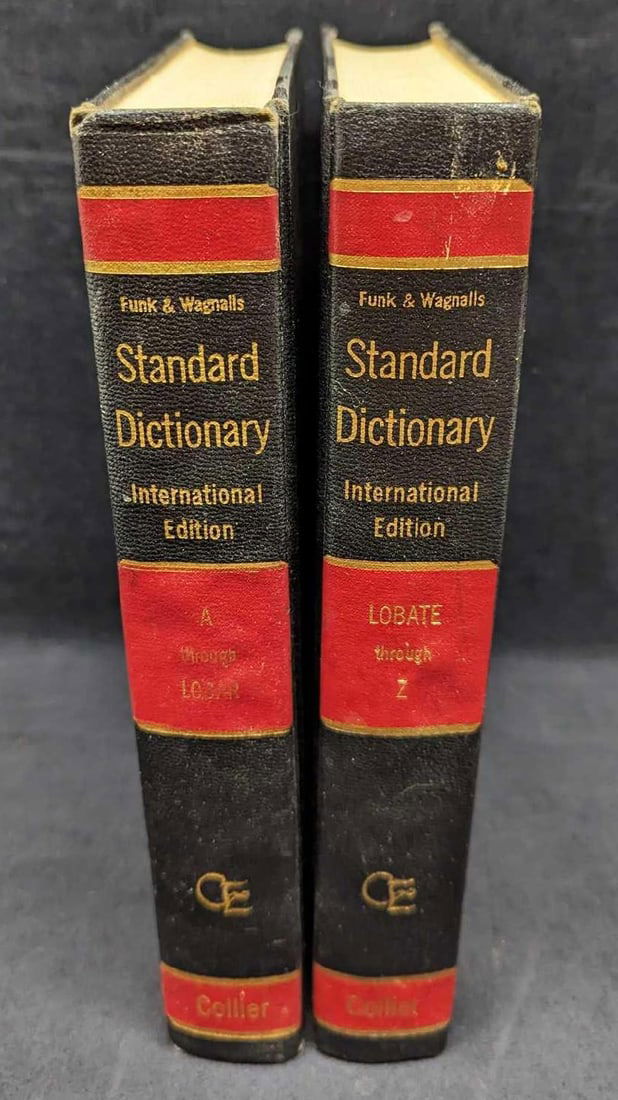 Funk & Wagnalls
Standard
Dictionary
International
Edition
A
through
LOBAR
CE
Collier
Funk & Wagnalls
Standard
Dictionary
International
Edition
LOBATE
through
Z
CE
Collier